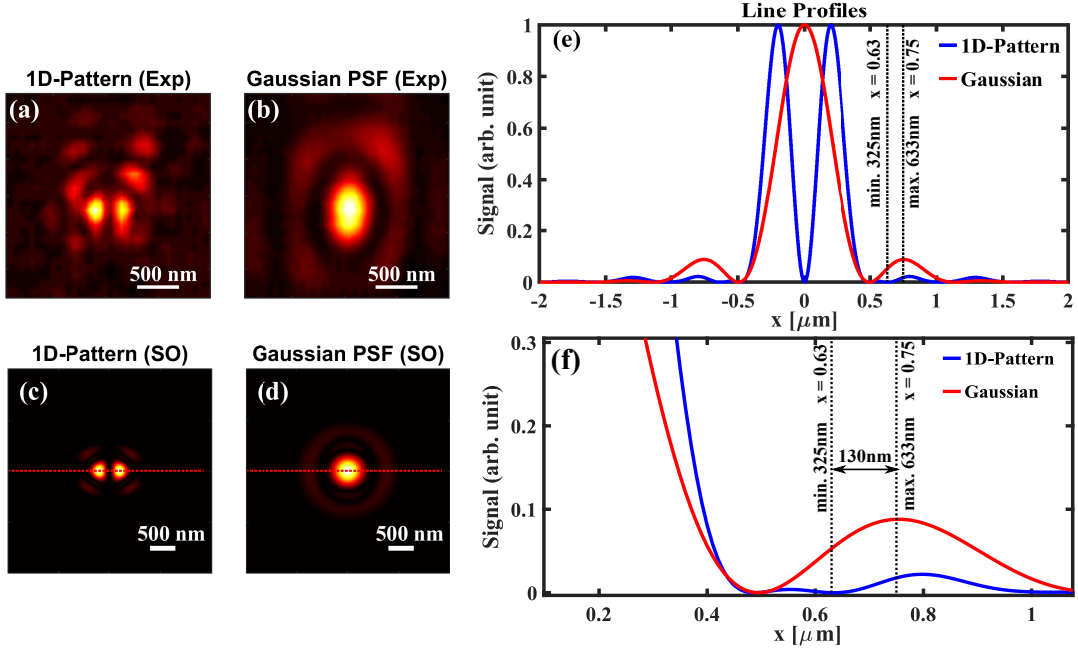 1D-Pattern (Exp)
(a)
500 nm
Gaussian PSF (Exp)
(b)
500 nm
1D-Pattern (SO)
(c)
500 nm
Gaussian PSF (SO)
(d)
500 nm
Line Profiles
(e)
1D-Pattern
Gaussian
min. 325nm x = 0.63
max. 633nm x = 0.75
Signal (arb. unit)
1
0.8
0.6
0.4
0.2
0
-2 -1.5 -1 -0.5 0 0.5 1 1.5 2
x [μm]
(f)
1D-Pattern
Gaussian
min. 325nm x = 0.63
130nm
max. 633nm x = 0.75
Signal (arb. unit)
0.3
0.2
0.1
0
0.2 0.4 0.6 0.8 1
x [μm]